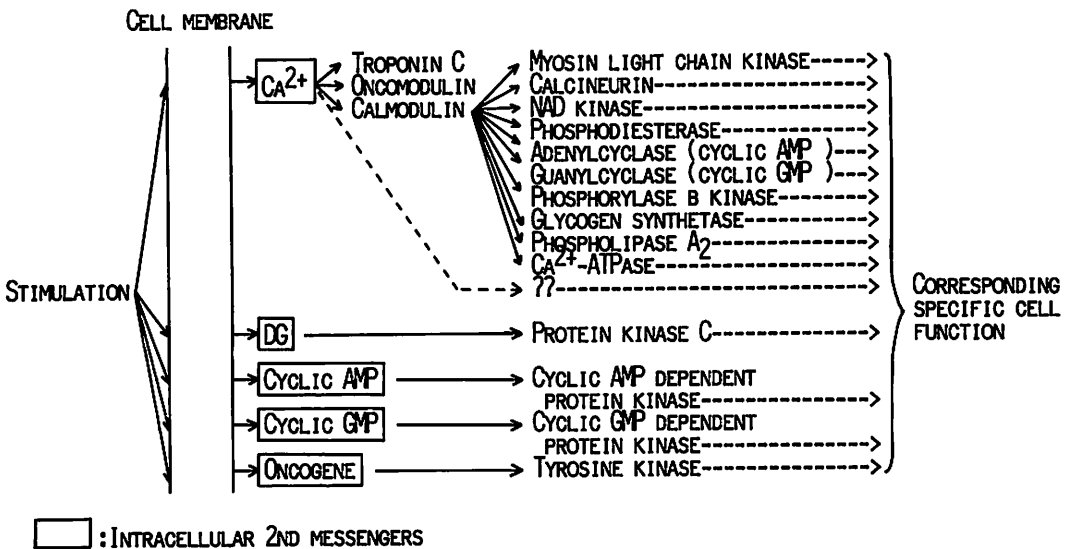 CELL MEMBRANE
CA2+
TROPONIN C
ONCOMODULIN
CALMODULIN
MYOSIN LIGHT CHAIN KINASE
CALCINEURIN
NAD KINASE
PHOSPHODIESTERASE
ADENYLCYCLASE (CYCLIC AMP )
GUANYLCYCLASE (CYCLIC GMP )
PHOSPHORYLASE B KINASE
GLYCOGEN SYNTHETASE
PHOSPHOLIPASE A2
CA2+-ATPASE
??
STIMULATION
DG
PROTEIN KINASE C
CYCLIC AMP
CYCLIC AMP DEPENDENT
PROTEIN KINASE
CYCLIC GMP
CYCLIC GMP DEPENDENT
PROTEIN KINASE
ONCOGENE
TYROSINE KINASE
CORRESPONDING
SPECIFIC CELL
FUNCTION
:INTRACELLULAR 2ND MESSENGERS